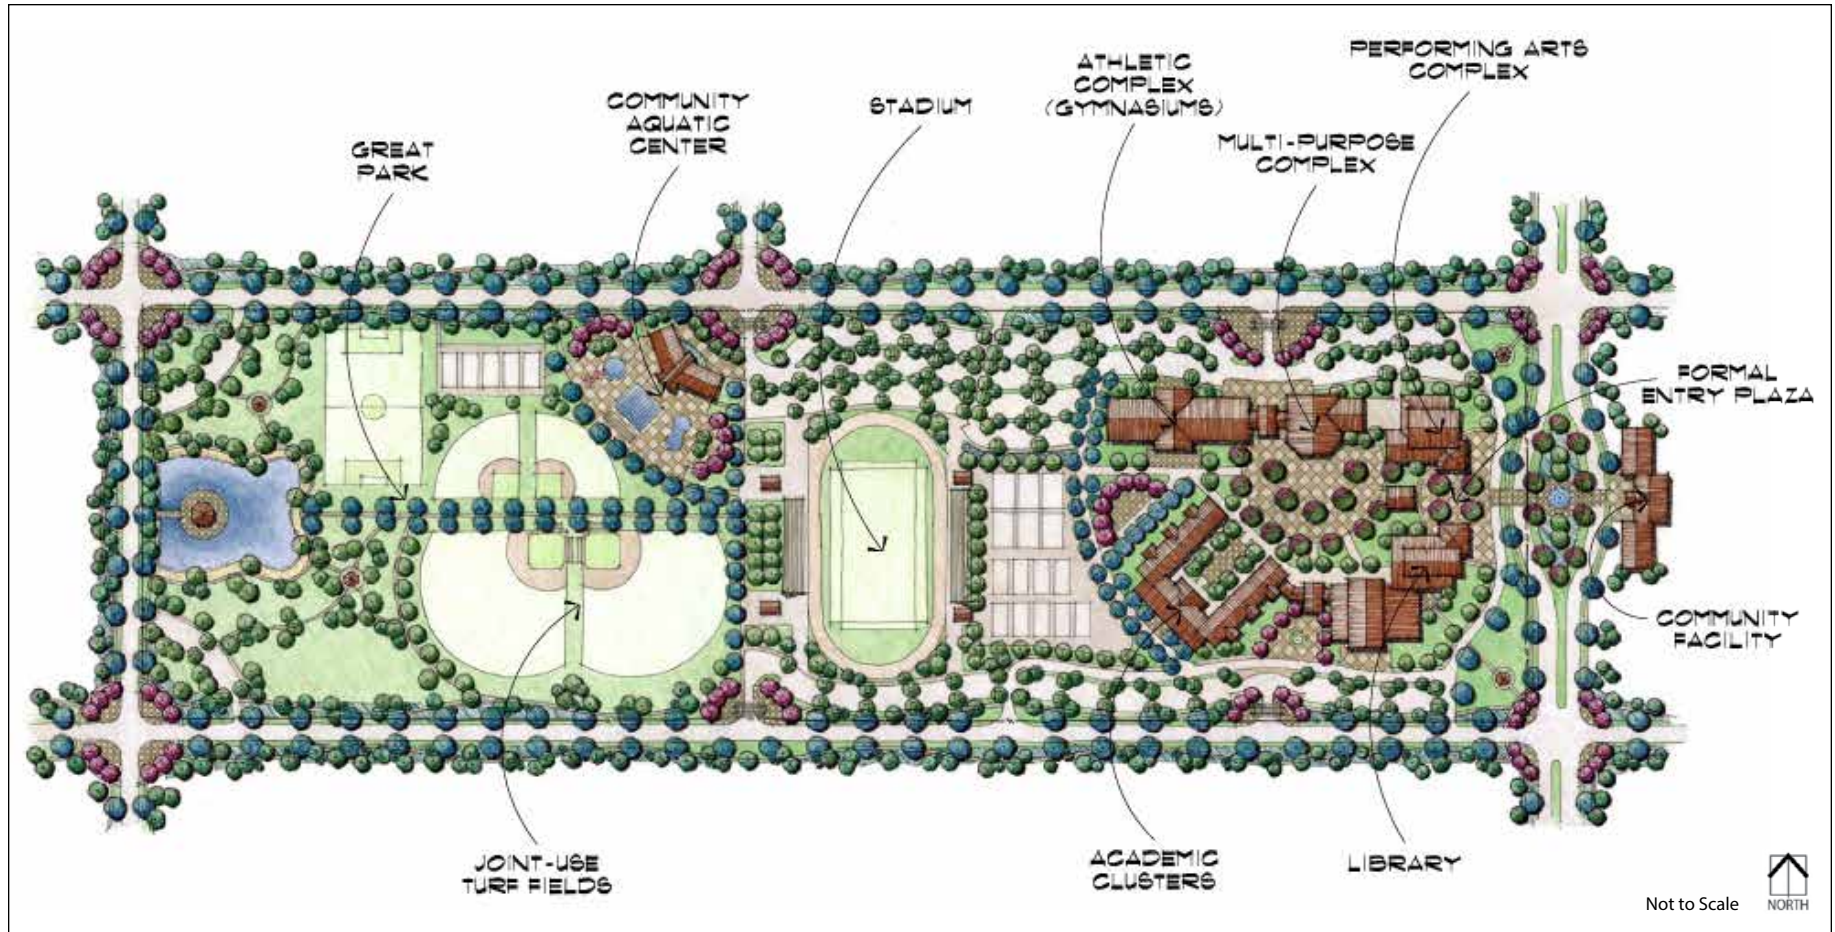 PERFORMING ARTS
COMPLEX
ATHLETIC
COMPLEX
(GYMNASIUMS)
COMMUNITY
AQUATIC
CENTER
STADIUM
GREAT
PARK
MULTI-PURPOSE
COMPLEX
FORMAL
ENTRY PLAZA
COMMUNITY
FACILITY
JOINT-USE
TURF FIELDS
ACADEMIC
CLUSTERS
LIBRARY
Not to Scale
NORTH